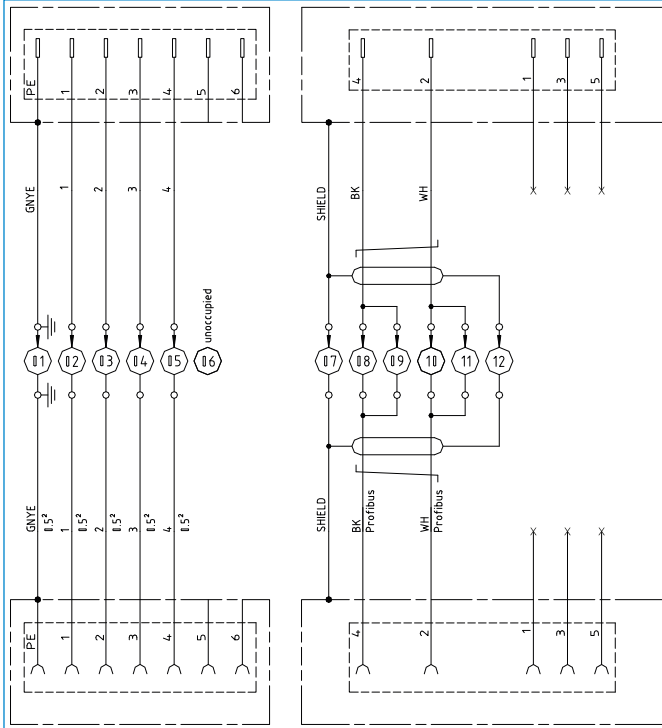 PE 1 2 3 4 5 6
4 2 1 3 5
GNYE 1 2 3 4
SHIELD BK WH
unoccupied
01 02 03 04 05 06
07 08 09 10 11 12
GNYE 1 2 3 4
0.5² 0.5² 0.5² 0.5² 0.5²
SHIELD BK WH
Profibus Profibus
PE 1 2 3 4 5 6
4 2 1 3 5